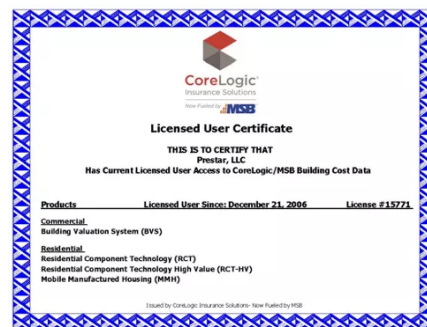 CoreLogic
Insurance Solutions
Now Fueled by MSB
Licensed User Certificate
THIS IS TO CERTIFY THAT
Prestar, LLC
Has Current Licensed User Access to CoreLogic/MSB Building Cost Data
Products Licensed User Since: December 21, 2006 License #15771
Commercial
Building Valuation System (BVS)
Residential
Residential Component Technology (RCT)
Residential Component Technology High Value (RCT-HV)
Mobile Manufactured Housing (MMH)
Issued by CoreLogic Insurance Solutions- Now Fueled by MSB